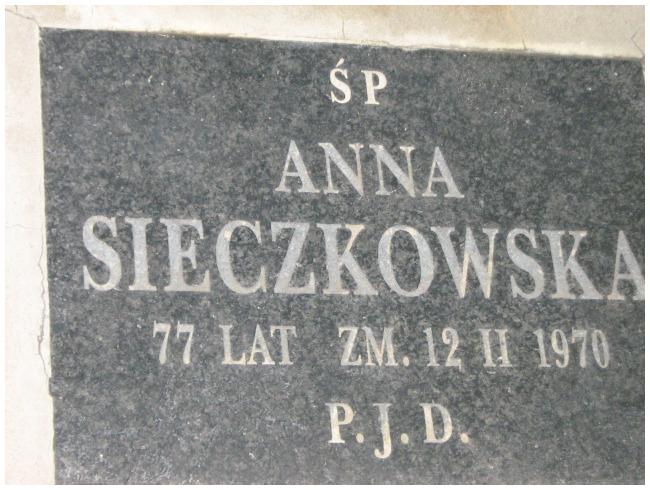 ŚP
ANNA
SIECZKOWSKA
77 LAT ZM. 12 II 1970
P. J. D.